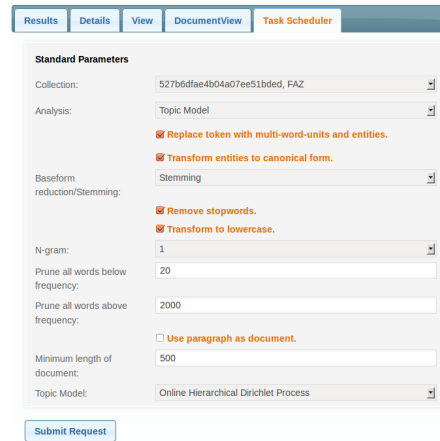 Results Details View DocumentView Task Scheduler
Standard Parameters
Collection: 527b6dfae4b04a07ee51bded, FAZ
Analysis: Topic Model
Replace token with multi-word-units and entities.
Transform entities to canonical form.
Baseform Stemming
reduction/Stemming:
Remove stopwords.
Transform to lowercase.
N-gram: 1
Prune all words below 20
frequency:
Prune all words above 2000
frequency:
Use paragraph as document.
Minimum length of 500
document:
Topic Model: Online Hierarchical Dirichlet Process
Submit Request